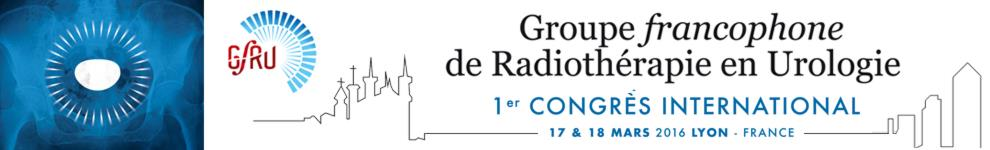 GfRU
Groupe francophone
de Radiothérapie en Urologie
1er CONGRÈS INTERNATIONAL
17 & 18 MARS 2016 LYON - FRANCE